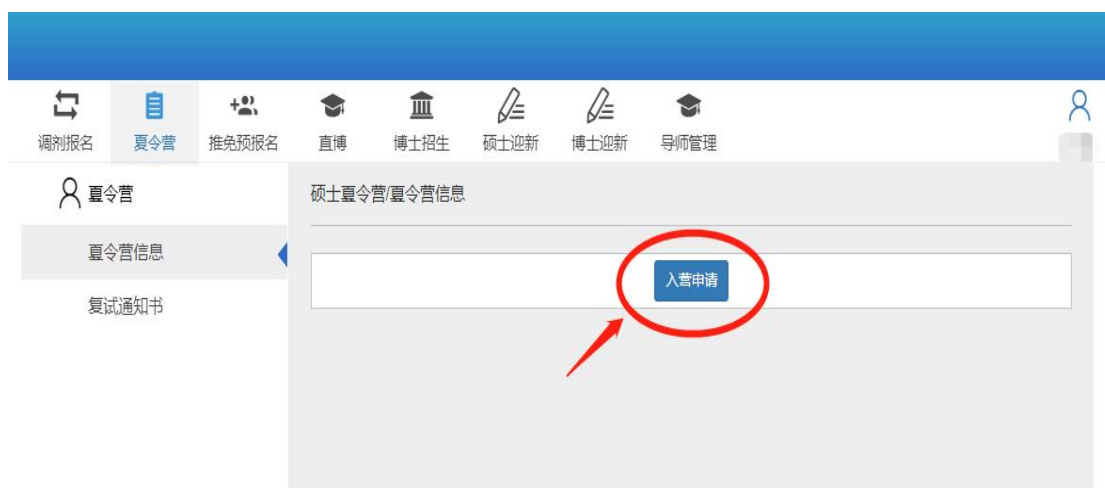 调剂报名
夏令营
推免预报名
直博
博士招生
硕士迎新
博士迎新
导师管理
夏令营
硕士夏令营/夏令营信息
夏令营信息
入营申请
复试通知书